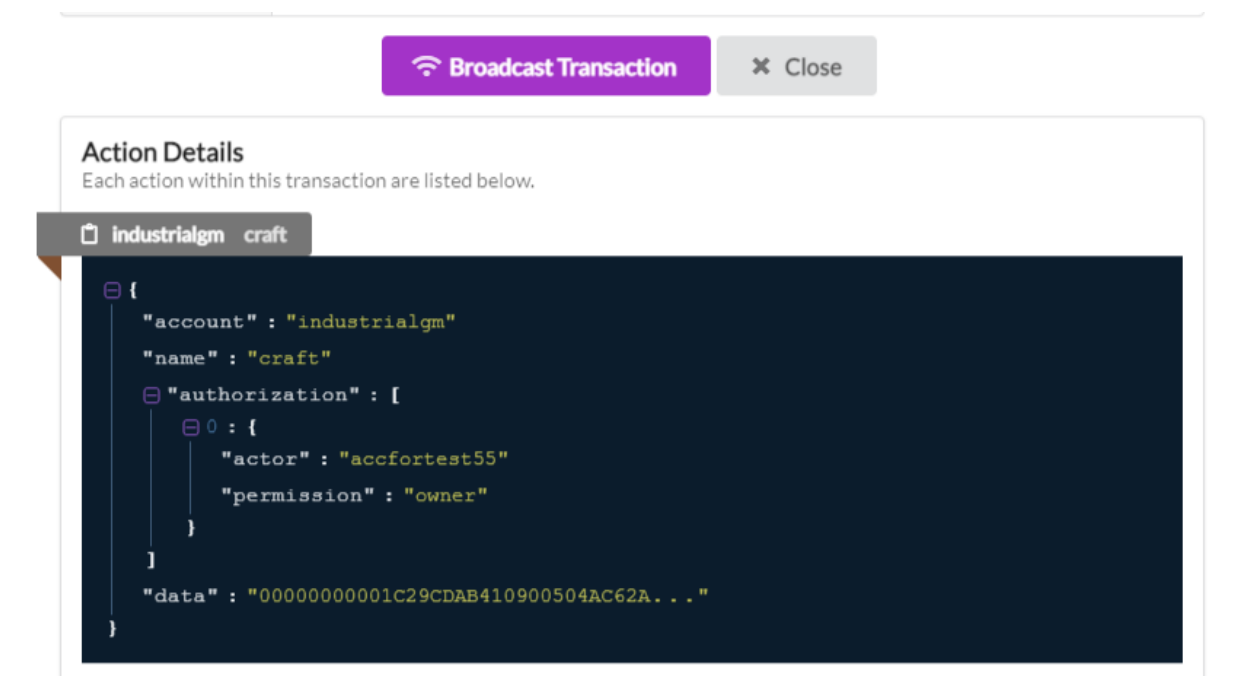 Broadcast Transaction
Close
Action Details
Each action within this transaction are listed below.
industrialgm craft
{
"account" : "industrialgm"
"name" : "craft"
"authorization" : [
0 : {
"actor" : "accfortest55"
"permission" : "owner"
}
]
"data" : "00000000001C29CDAB410900504AC62A..."
}